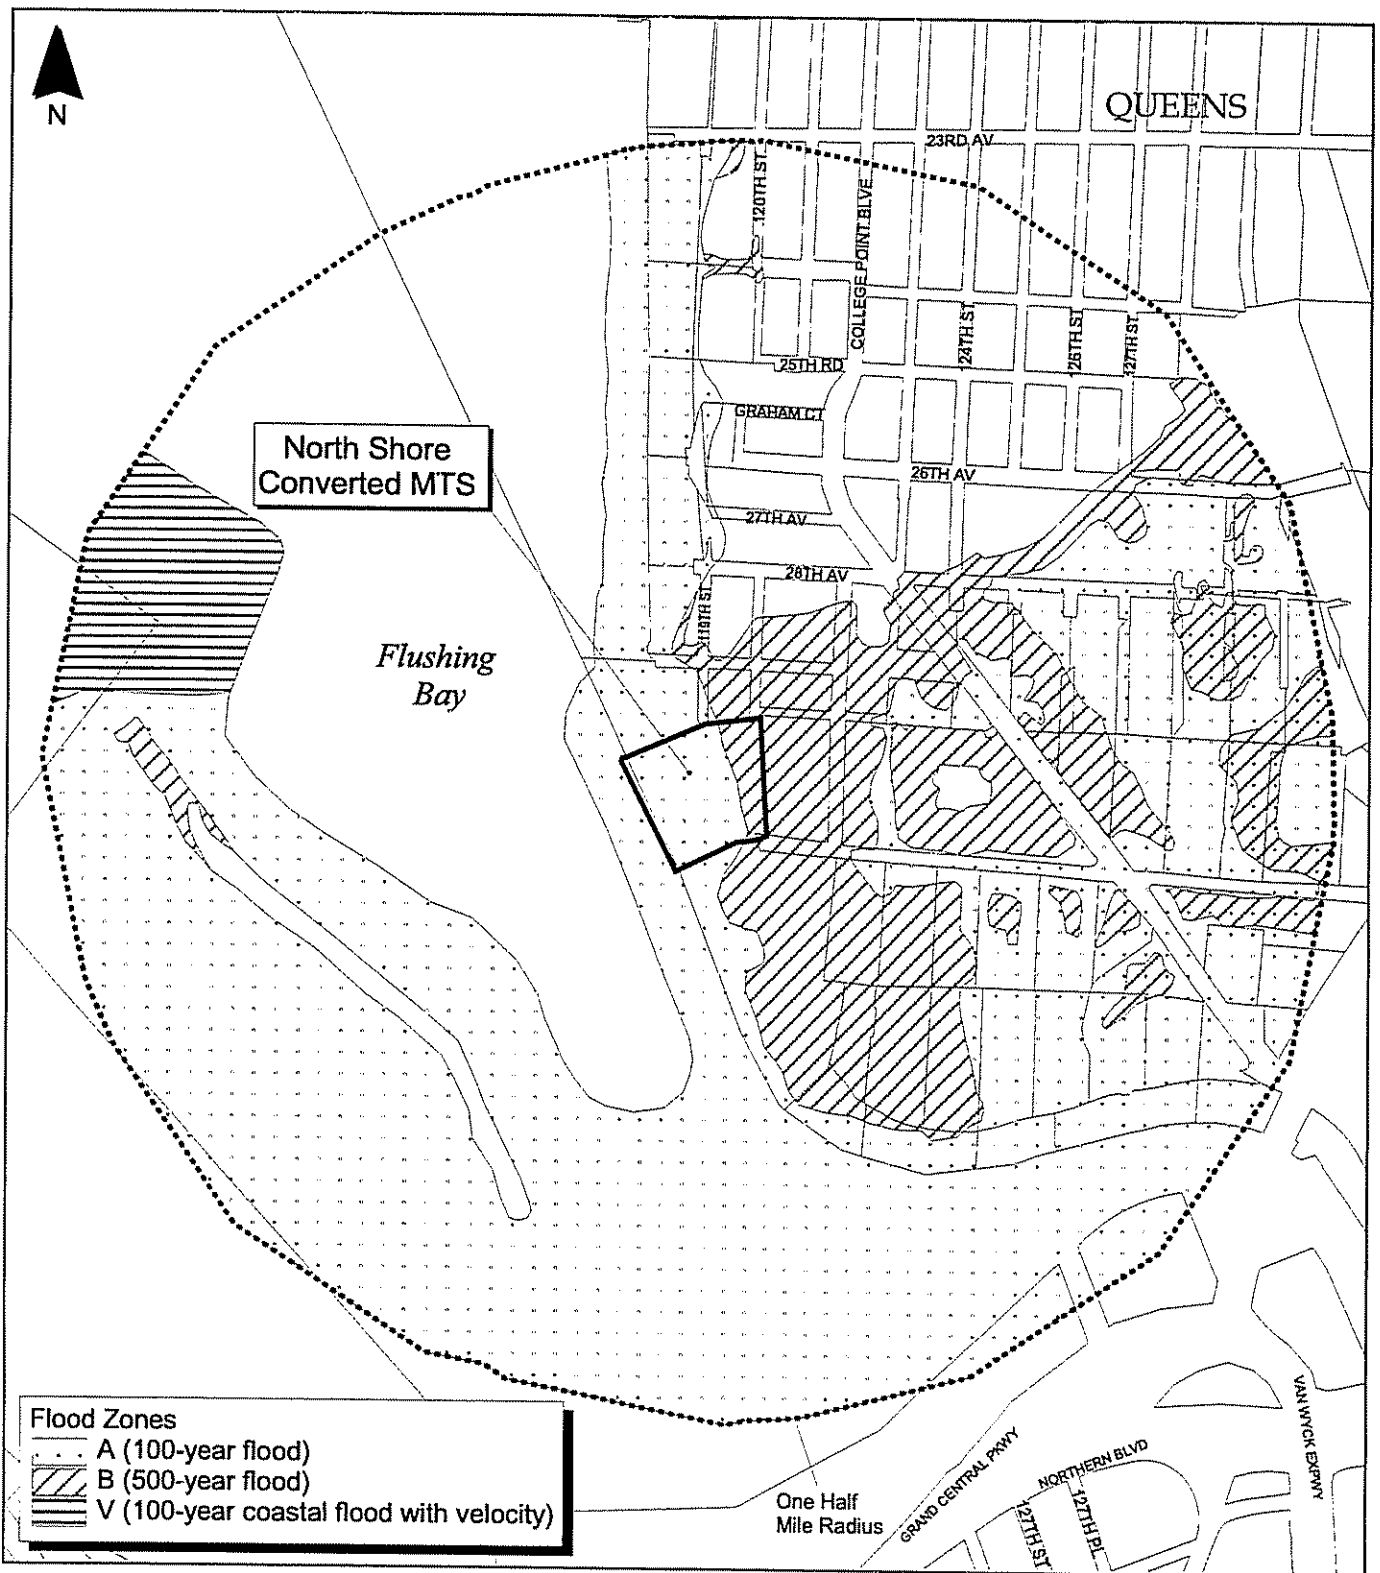 N
QUEENS
23RD AV
120TH ST.
COLLEGE POINT BLVE
124TH ST.
126TH ST.
127TH ST.
25TH RD
GRAHAM CT
North Shore
Converted MTS
26TH AV
27TH AV
28TH AV
119TH ST.
Flushing
Bay
Flood Zones
A (100-year flood)
B (500-year flood)
V (100-year coastal flood with velocity)
One Half
Mile Radius
GRAND CENTRAL PKWY
NORTHERN BLVD
127TH ST
127TH PL
VAN WYCK EXPWY